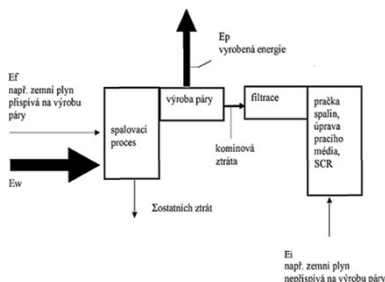 Ep
vyrobená energie
Ef
např. zemní plyn
přispívá na výrobu
páry
spalovací
proces
výroba páry
filtrace
pračka
spalin,
úprava
pracího
média,
SCR
komínová
ztráta
Ew
Σostatních ztrát
Ei
např. zemní plyn
nepřispívá na výrobu páry